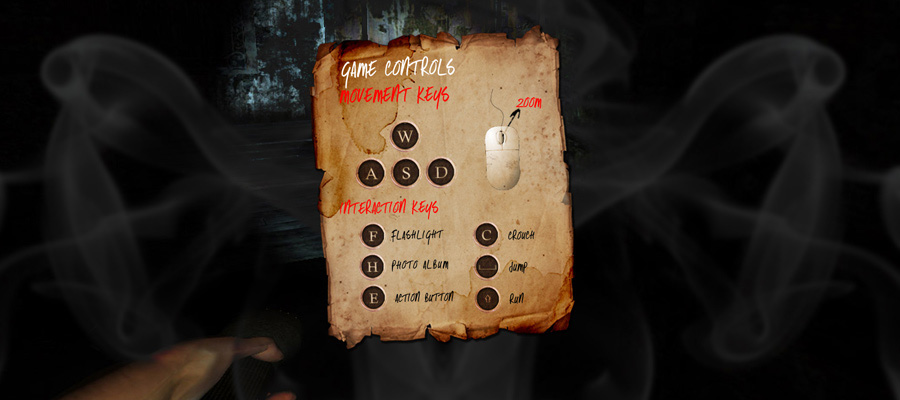 GAME CONTROLS
MOVEMENT KEYS
ZOOM
W
A S D
INTERACTION KEYS
F FLASHLIGHT C CROUCH
H PHOTO ALBUM JUMP
E ACTION BUTTON RUN